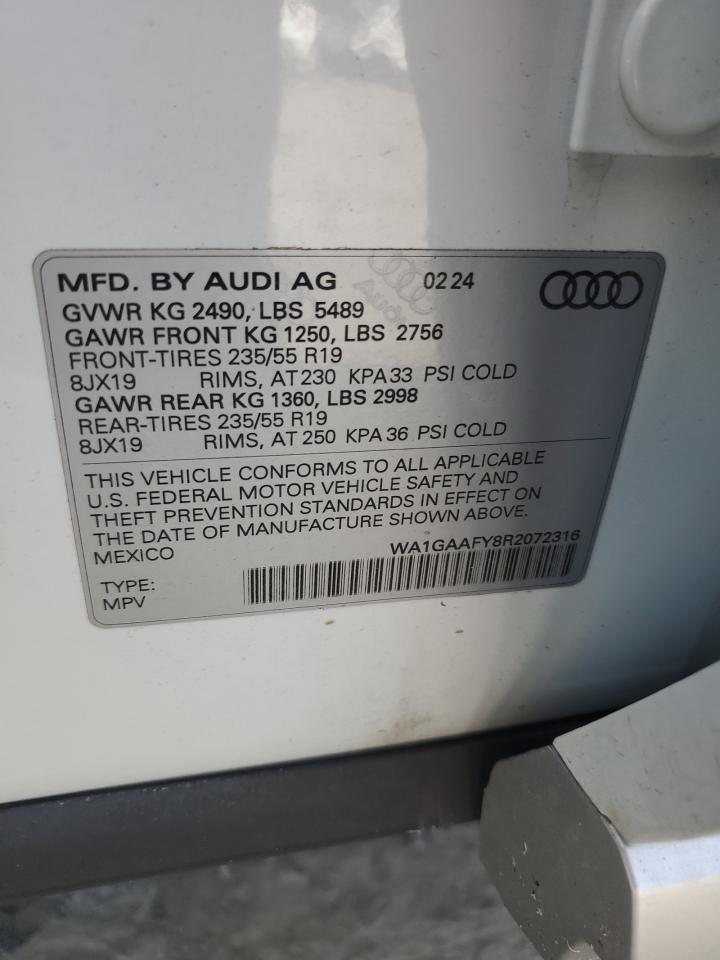 MFD. BY AUDI AG 02 24
GVWR KG 2490, LBS 5489
GAWR FRONT KG 1250, LBS 2756
FRONT-TIRES 235/55 R19
8JX19 RIMS, AT 230 KPA 33 PSI COLD
GAWR REAR KG 1360, LBS 2998
REAR-TIRES 235/55 R19
8JX19 RIMS, AT 250 KPA 36 PSI COLD
THIS VEHICLE CONFORMS TO ALL APPLICABLE
U.S. FEDERAL MOTOR VEHICLE SAFETY AND
THEFT PREVENTION STANDARDS IN EFFECT ON
THE DATE OF MANUFACTURE SHOWN ABOVE.
MEXICO WA1GAAFY8R2072316
TYPE:
MPV